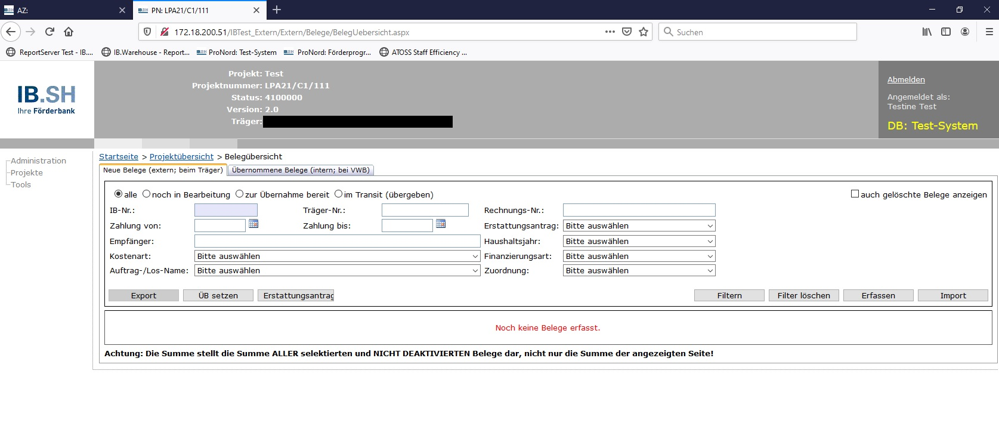 AZ:
PN: LPA21/C1/111
172.18.200.51/IBTest_Extern/Extern/Belege/BelegUebersicht.aspx
Suchen
ReportServer Test - IB.... IB.Warehouse - Report... ProNord: Test-System ProNord: Förderprogr... ATOSS Staff Efficiency ...
IB.SH
Ihre Förderbank
Projekt: Test
Projektnummer: LPA21/C1/111
Status: 4100000
Version: 2.0
Träger:
Abmelden
Angemeldet als:
Testine Test
DB: Test-System
Administration
Projekte
Tools
Startseite > Projektübersicht > Belegübersicht
Neue Belege (extern; beim Träger) Übernommene Belege (intern; bei VWB)
alle noch in Bearbeitung zur Übernahme bereit im Transit (übergeben) auch gelöschte Belege anzeigen
IB-Nr.: Träger-Nr.: Rechnungs-Nr.:
Zahlung von: Zahlung bis: Erstattungsantrag: Bitte auswählen
Empfänger: Haushaltsjahr: Bitte auswählen
Kostenart: Bitte auswählen Finanzierungsart: Bitte auswählen
Auftrag-/Los-Name: Bitte auswählen Zuordnung: Bitte auswählen
Export ÜB setzen Erstattungsantrag Filtern Filter löschen Erfassen Import
Noch keine Belege erfasst.
Achtung: Die Summe stellt die Summe ALLER selektierten und NICHT DEAKTIVIERTEN Belege dar, nicht nur die Summe der angezeigten Seite!